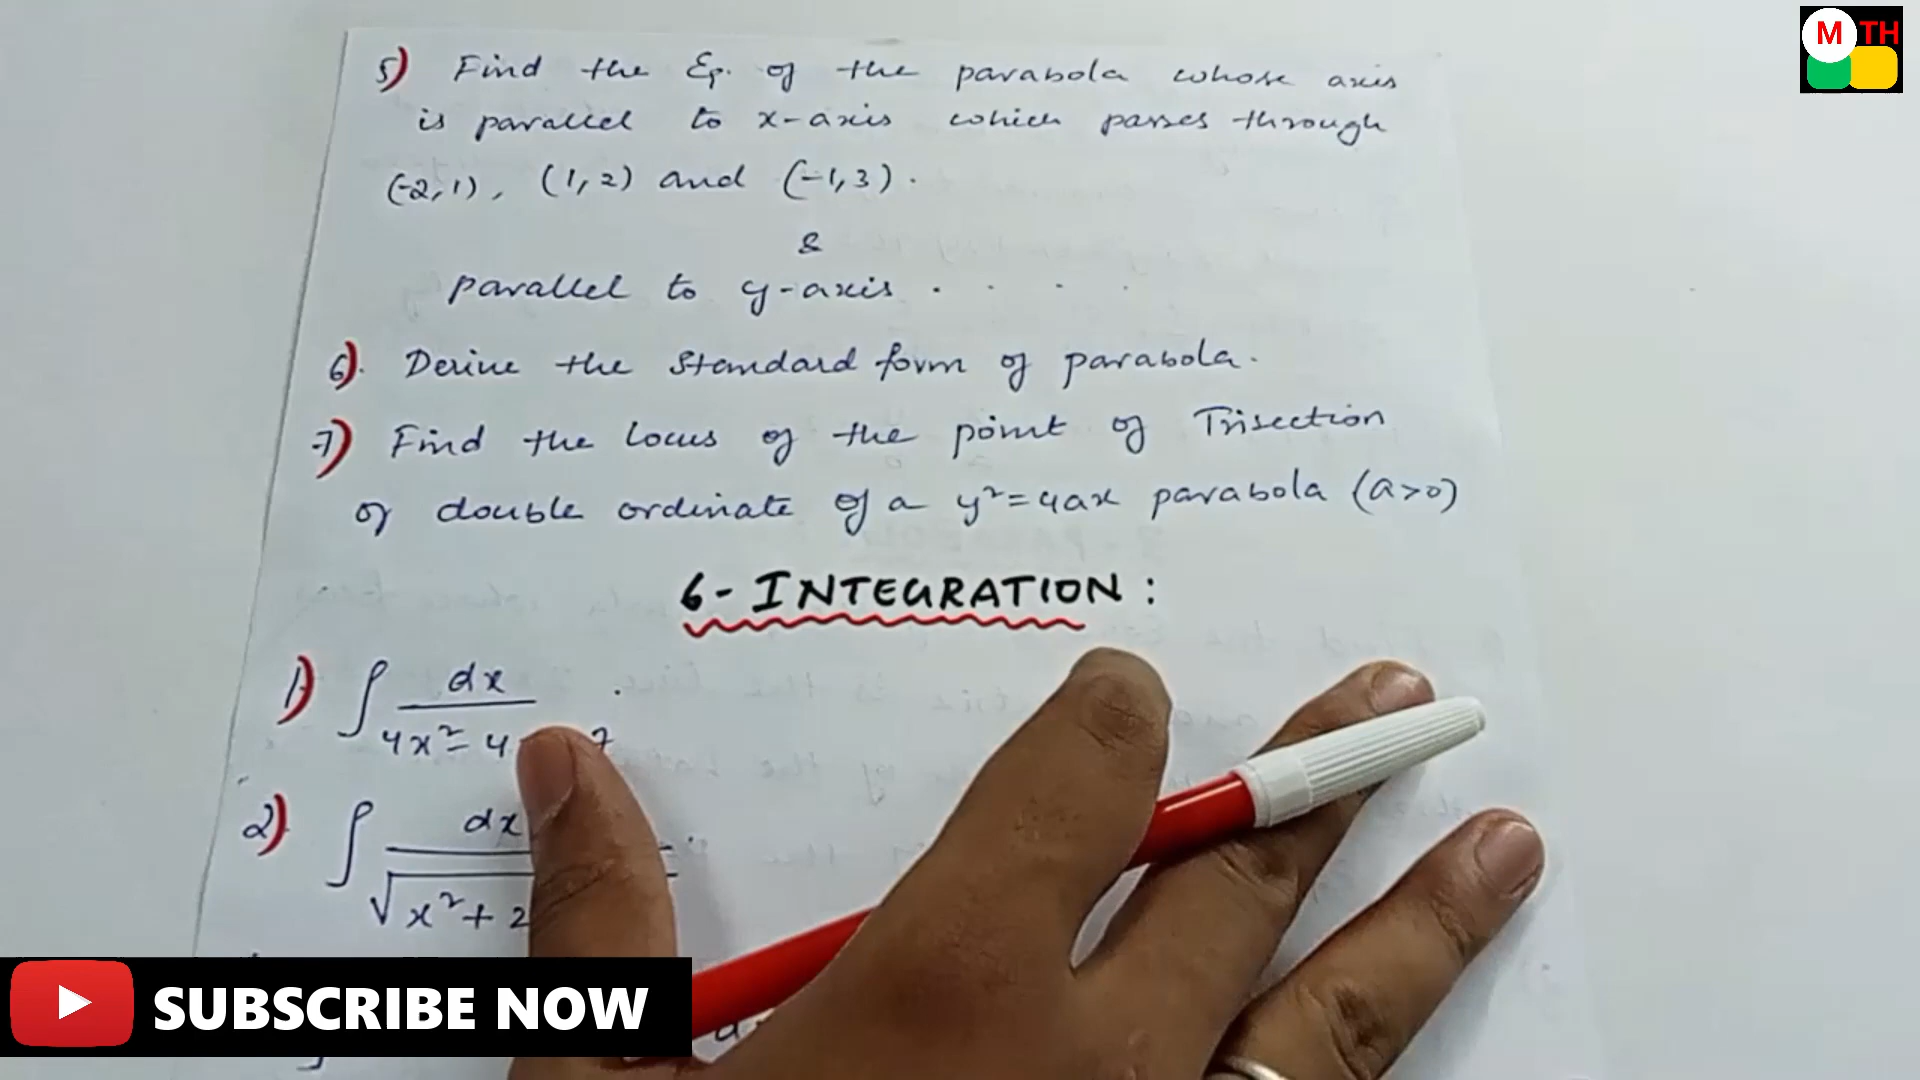 5) Find the Eq. of the parabola whose axis
is parallel to x-axis which passes through
(-2,1), (1,2) and (-1,3).
&
parallel to y-axis . . . .
6). Derive the Standard form of parabola.
7) Find the locus of the point of Trisection
of double ordinate of a y²=4ax parabola (a>0)
6-INTEGRATION:
1) ∫ dx
4x²-4 7
2) ∫ dx
√x²+2
SUBSCRIBE NOW
M TH